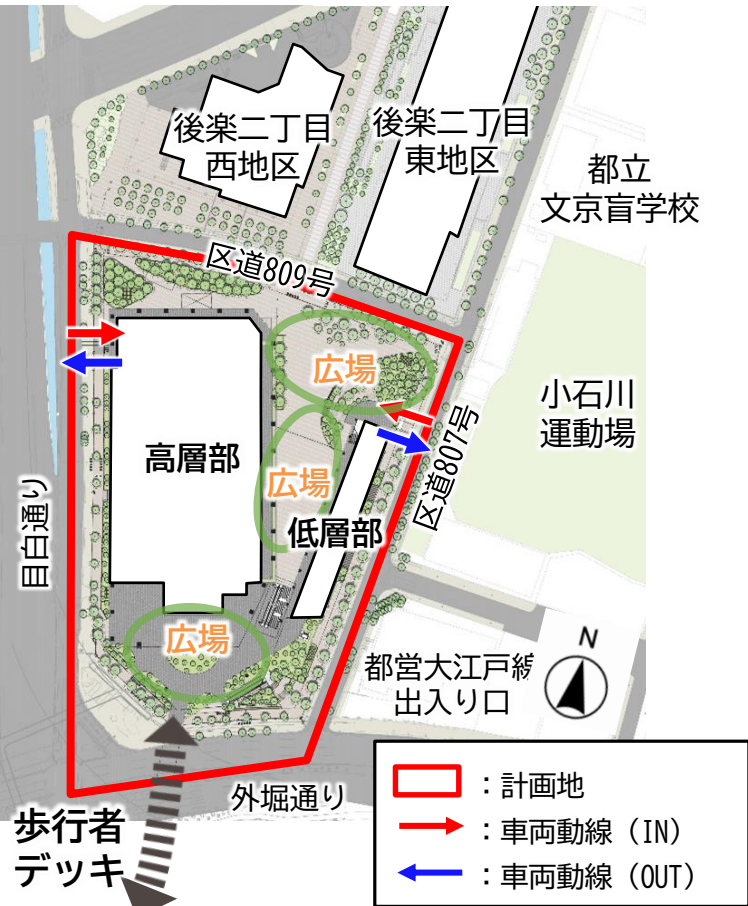 後楽二丁目
西地区
後楽二丁目
東地区
都立
文京盲学校
区道809号
広場
小石川
運動場
高層部
広場
区道807号
低層部
目白通り
広場
都営大江戸線
出入り口
N
外堀通り
歩行者
デッキ
：計画地
：車両動線（IN）
：車両動線（OUT）